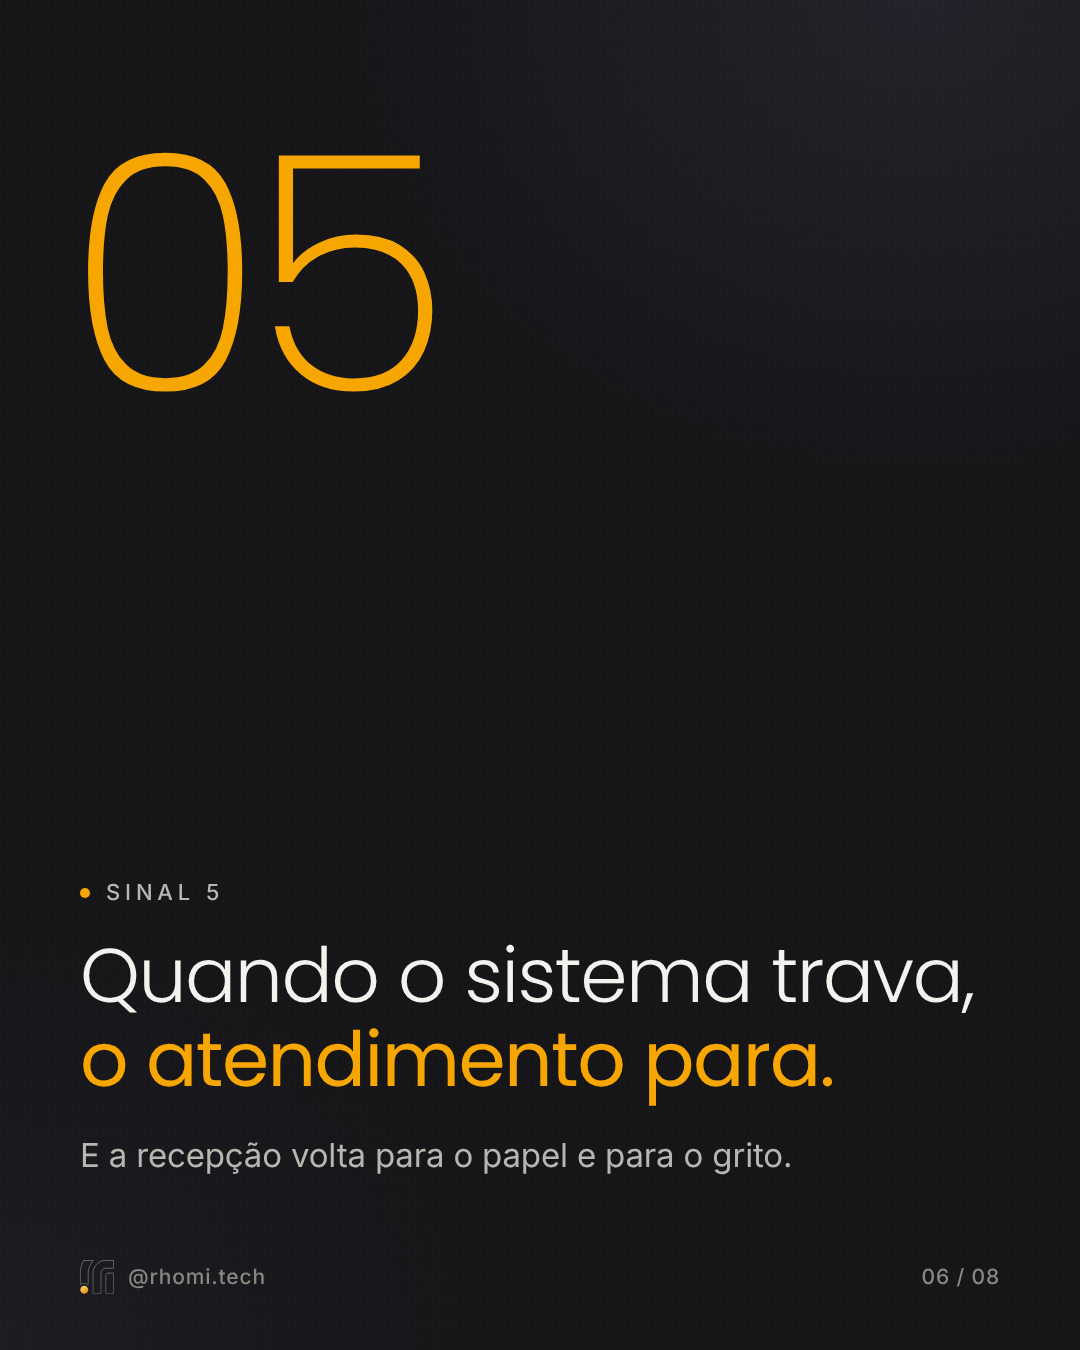 05
SINAL 5
Quando o sistema trava,
o atendimento para.
E a recepção volta para o papel e para o grito.
@rhomi.tech
06 / 08